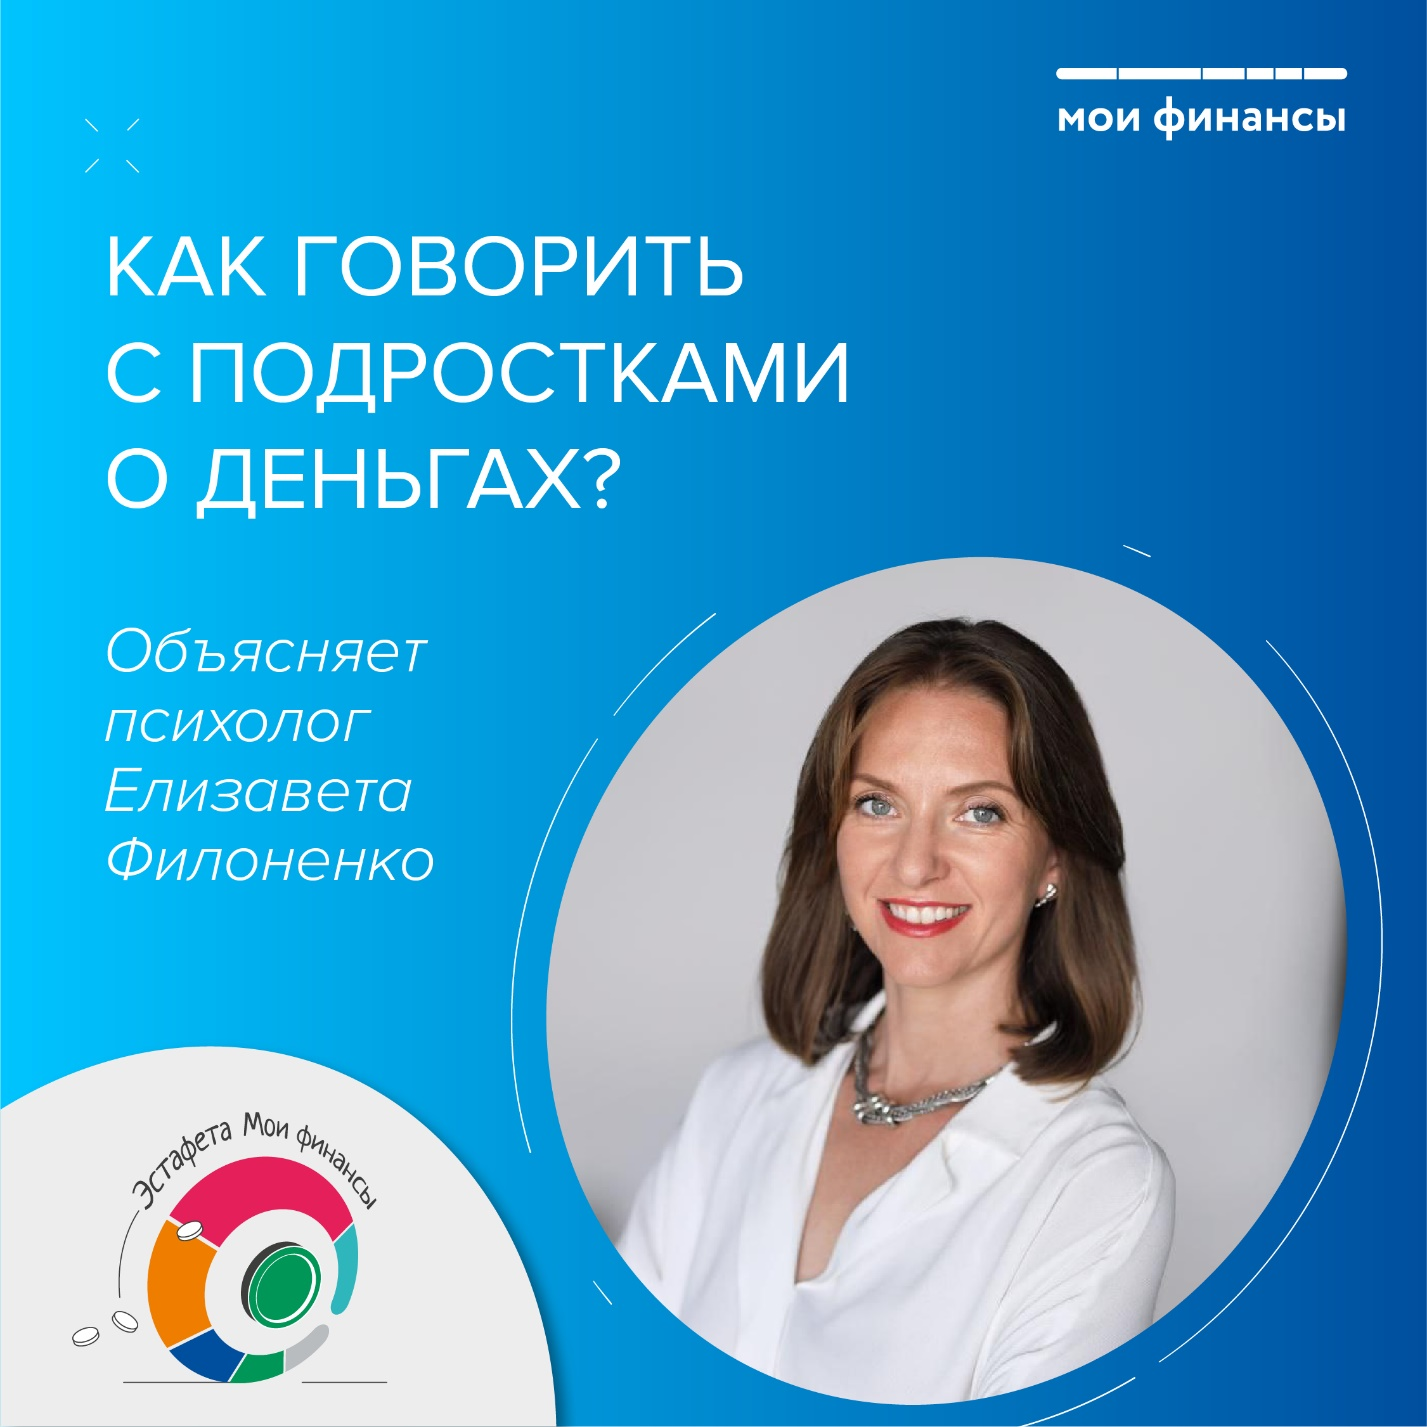 мои финансы
КАК ГОВОРИТЬ
С ПОДРОСТКАМИ
О ДЕНЬГАХ?
Объясняет
психолог
Елизавета
Филоненко
Эстафета Мои финансы